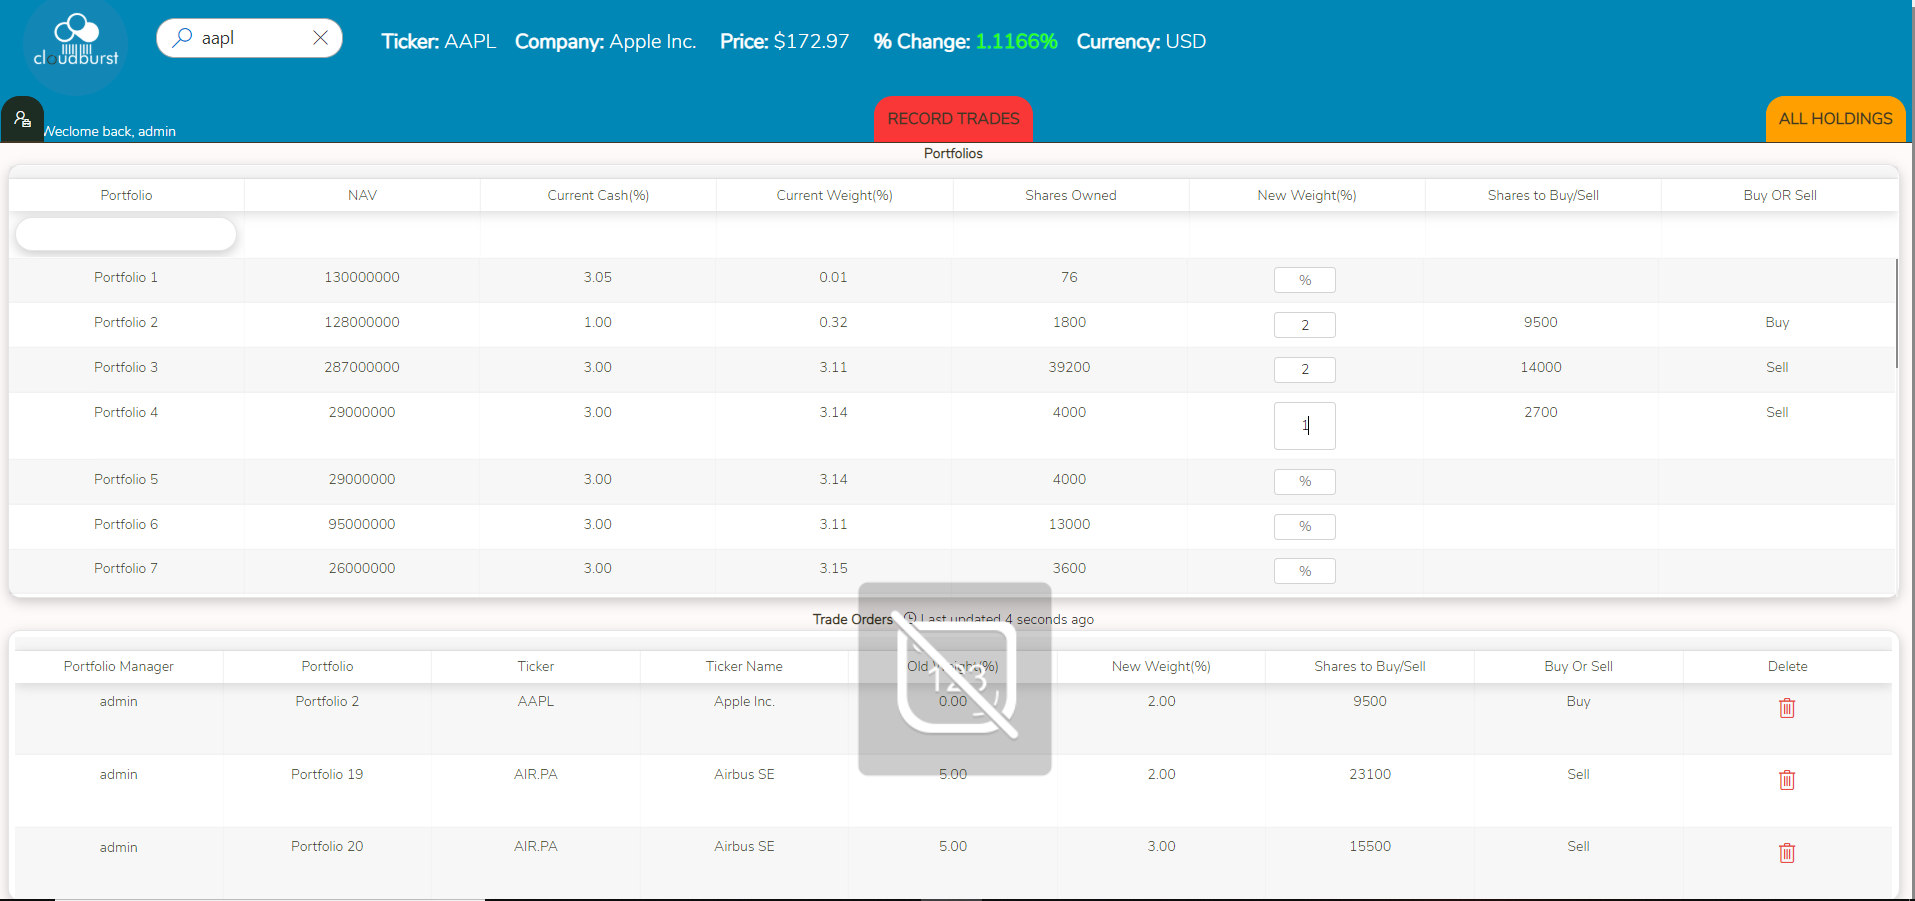 cloudburst
aapl
Ticker: AAPL Company: Apple Inc. Price: $172.97 % Change: 1.1166% Currency: USD
Weclome back, admin
RECORD TRADES
ALL HOLDINGS
Portfolios
Portfolio NAV Current Cash(%) Current Weight(%) Shares Owned New Weight(%) Shares to Buy/Sell Buy OR Sell
Portfolio 1 130000000 3.05 0.01 76 %
Portfolio 2 128000000 1.00 0.32 1800 2 9500 Buy
Portfolio 3 287000000 3.00 3.11 39200 2 14000 Sell
Portfolio 4 29000000 3.00 3.14 4000 1 2700 Sell
Portfolio 5 29000000 3.00 3.14 4000 %
Portfolio 6 95000000 3.00 3.11 13000 %
Portfolio 7 26000000 3.00 3.15 3600 %
Trade Orders Last updated 4 seconds ago
Portfolio Manager Portfolio Ticker Ticker Name Old Weight(%) New Weight(%) Shares to Buy/Sell Buy Or Sell Delete
123
admin Portfolio 2 AAPL Apple Inc. 0.00 2.00 9500 Buy
admin Portfolio 19 AIR.PA Airbus SE 5.00 2.00 23100 Sell
admin Portfolio 20 AIR.PA Airbus SE 5.00 3.00 15500 Sell